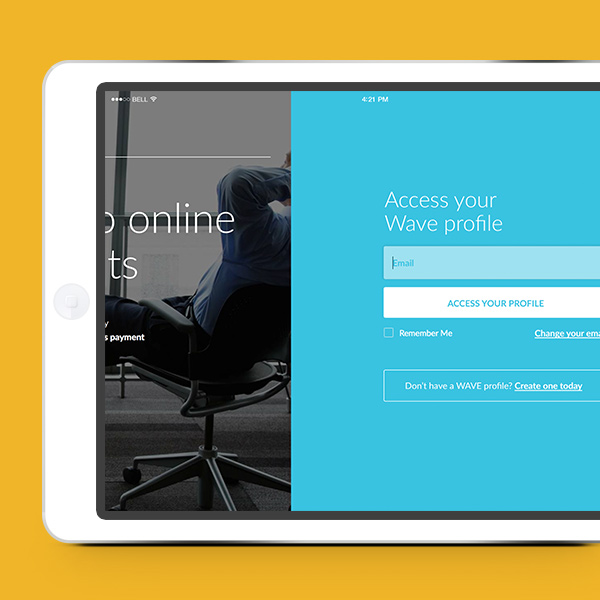 BELL
4:21 PM
online
ts
s payment
Access your
Wave profile
Email
ACCESS YOUR PROFILE
Remember Me
Change your ema
Don't have a WAVE profile? Create one today